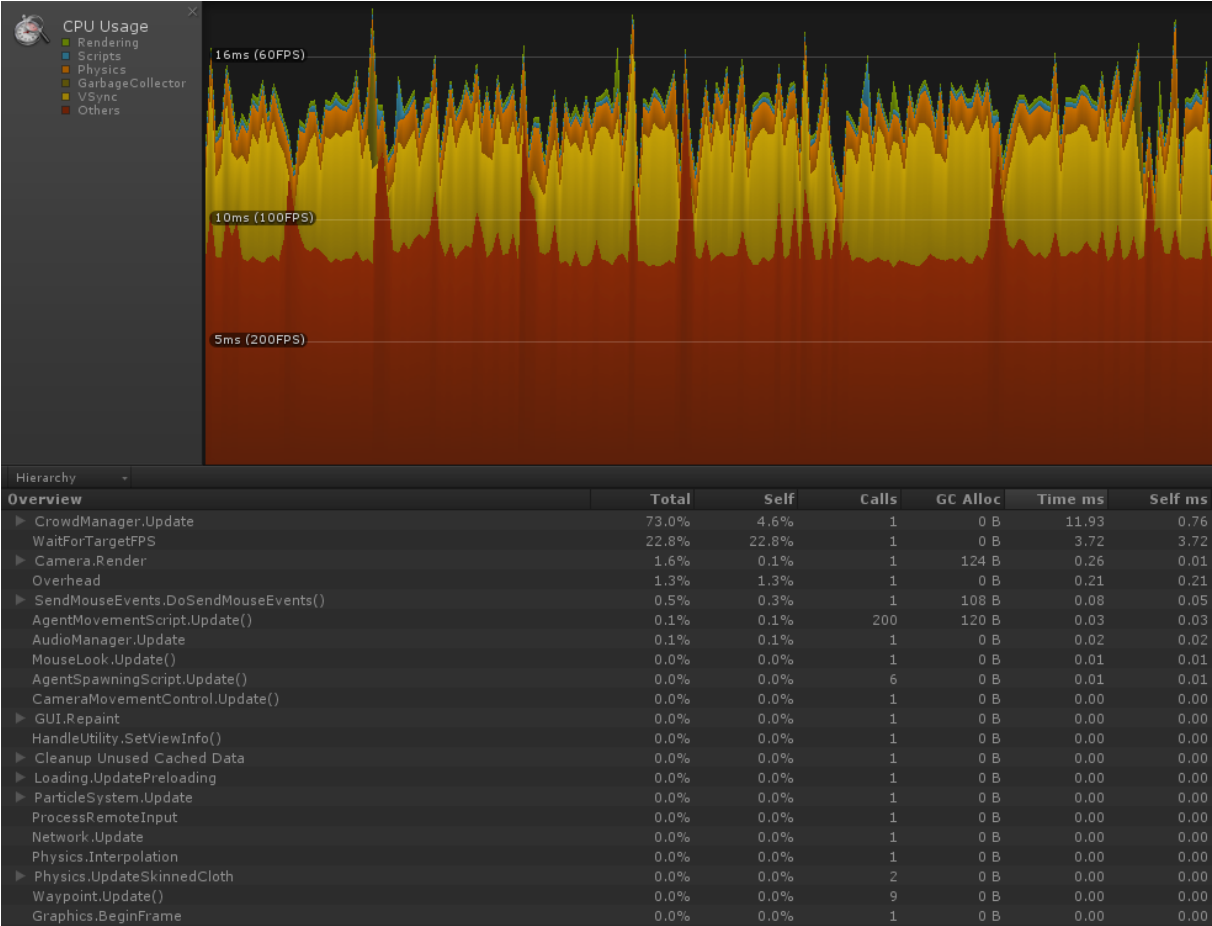 CPU Usage
Rendering
Scripts
Physics
GarbageCollector
VSync
Others
16ms (60FPS)
10ms (100FPS)
5ms (200FPS)
Hierarchy
Overview Total Self Calls GC Alloc Time ms Self ms
CrowdManager.Update 73.0% 4.6% 1 0 B 11.93 0.76
WaitForTargetFPS 22.8% 22.8% 1 0 B 3.72 3.72
Camera.Render 1.6% 0.1% 1 124 B 0.26 0.01
Overhead 1.3% 1.3% 1 0 B 0.21 0.21
SendMouseEvents.DoSendMouseEvents() 0.5% 0.3% 1 108 B 0.08 0.05
AgentMovementScript.Update() 0.1% 0.1% 200 120 B 0.03 0.03
AudioManager.Update 0.1% 0.1% 1 0 B 0.02 0.02
MouseLook.Update() 0.0% 0.0% 1 0 B 0.01 0.01
AgentSpawningScript.Update() 0.0% 0.0% 6 0 B 0.01 0.01
CameraMovementControl.Update() 0.0% 0.0% 1 0 B 0.00 0.00
GUI.Repaint 0.0% 0.0% 1 0 B 0.00 0.00
HandleUtility.SetViewInfo() 0.0% 0.0% 1 0 B 0.00 0.00
Cleanup Unused Cached Data 0.0% 0.0% 1 0 B 0.00 0.00
Loading.UpdatePreloading 0.0% 0.0% 1 0 B 0.00 0.00
ParticleSystem.Update 0.0% 0.0% 1 0 B 0.00 0.00
ProcessRemoteInput 0.0% 0.0% 1 0 B 0.00 0.00
Network.Update 0.0% 0.0% 1 0 B 0.00 0.00
Physics.Interpolation 0.0% 0.0% 1 0 B 0.00 0.00
Physics.UpdateSkinnedCloth 0.0% 0.0% 2 0 B 0.00 0.00
Waypoint.Update() 0.0% 0.0% 9 0 B 0.00 0.00
Graphics.BeginFrame 0.0% 0.0% 1 0 B 0.00 0.00